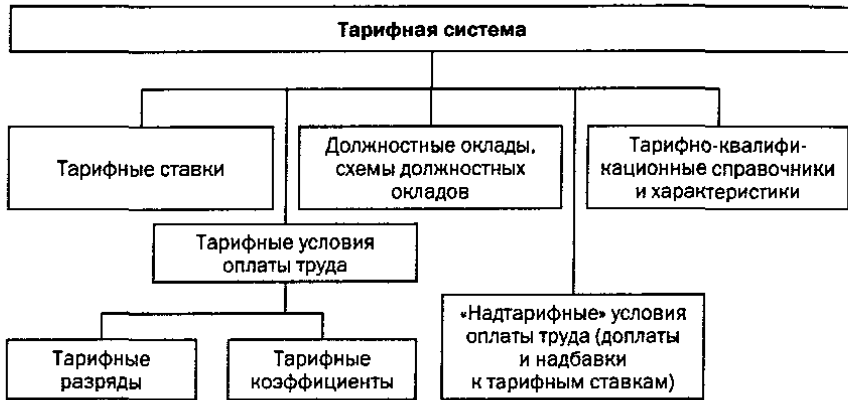 Тарифная система
Тарифные ставки
Должностные оклады,
схемы должностных
окладов
Тарифно-квалифи-
кационные справочники
и характеристики
Тарифные условия
оплаты труда
Тарифные
разряды
Тарифные
коэффициенты
«Надтарифные» условия
оплаты труда (доплаты
и надбавки
к тарифным ставкам)